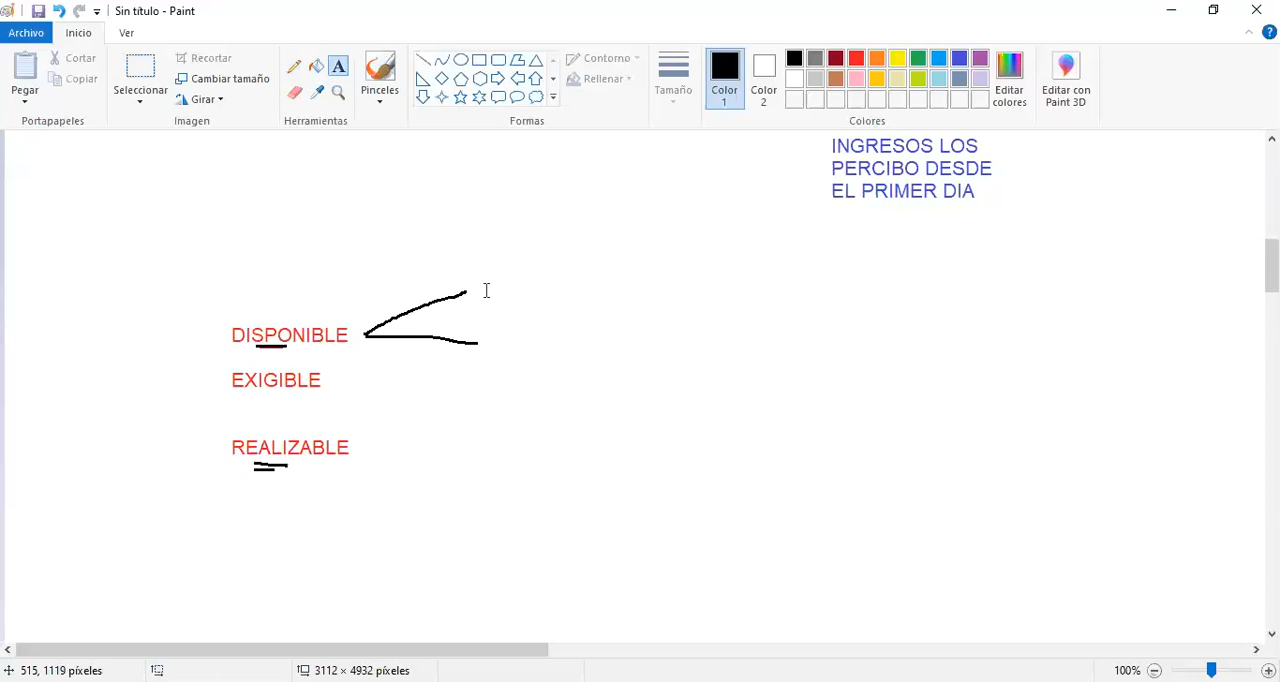 Sin título - Paint
Archivo
Inicio
Ver
Pegar
Cortar
Copiar
Portapapeles
Seleccionar
Recortar
Cambiar tamaño
Girar
Imagen
A
Herramientas
Pinceles
Contorno
Rellenar
Formas
Tamaño
Color 1
Color 2
Editar colores
Colores
Editar con Paint 3D
INGRESOS LOS
PERCIBO DESDE
EL PRIMER DIA
DISPONIBLE
EXIGIBLE
REALIZABLE
515, 1119 píxeles
3112 × 4932 píxeles
100%